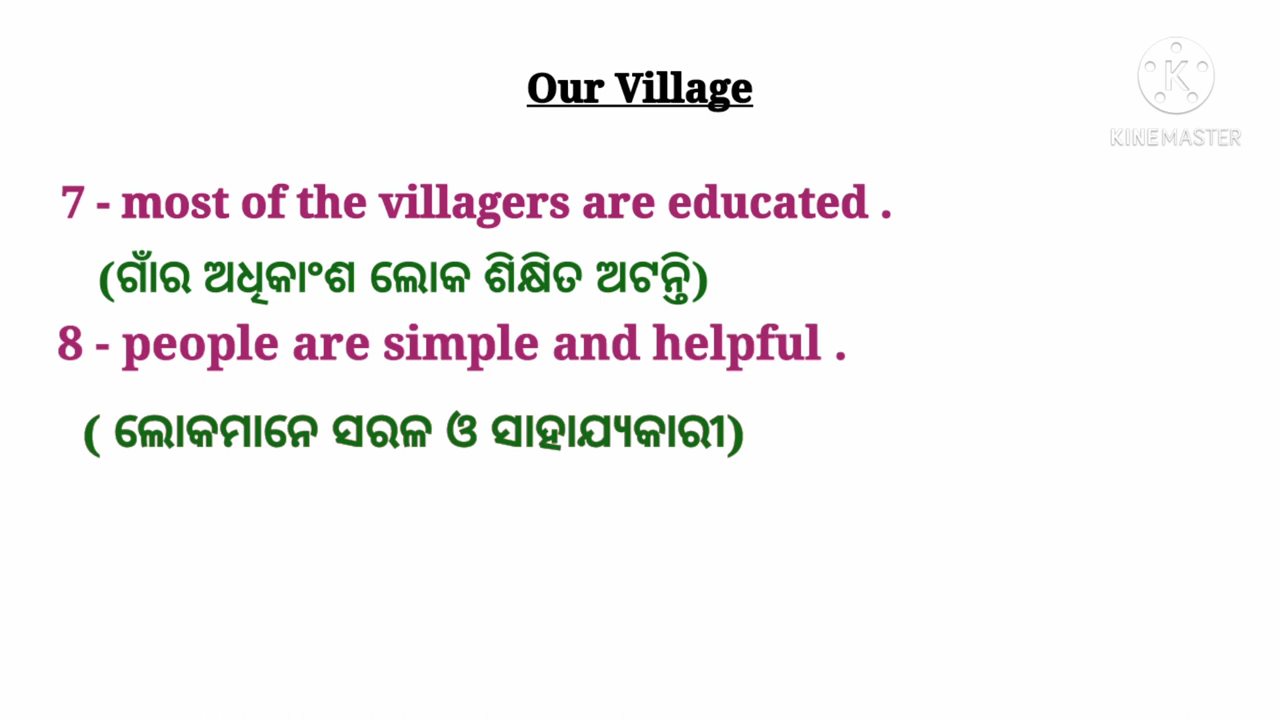 Our Village
KINEMASTER
7 - most of the villagers are educated .
(ଗାଁର ଅଧିକାଂଶ ଲୋକ ଶିକ୍ଷିତ ଅଟନ୍ତି)
8 - people are simple and helpful .
( ଲୋକମାନେ ସରଳ ଓ ସାହାଯ୍ୟକାରୀ)